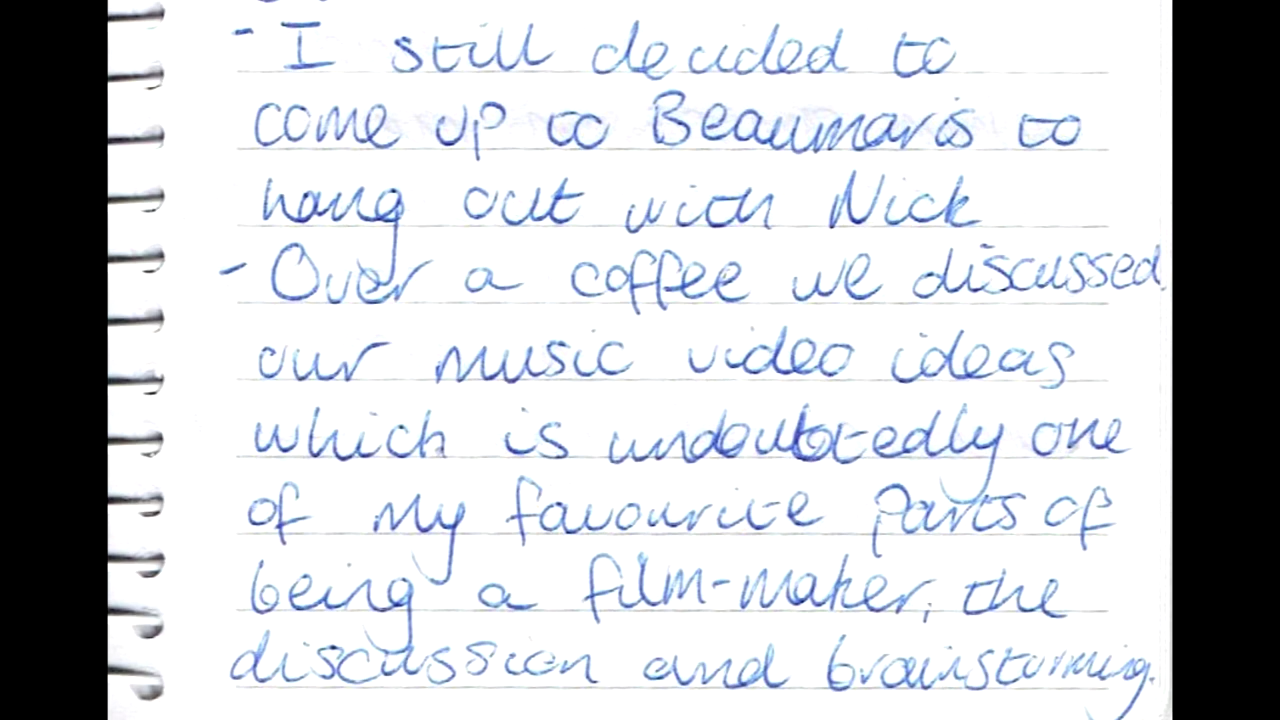 - I still decided to
come up to Beaumaris to
hang out with Nick
- Over a coffee we discussed
our music video ideas
which is undoubtedly one
of my favourite parts of
being a film-maker, the
discussion and brainstorming.